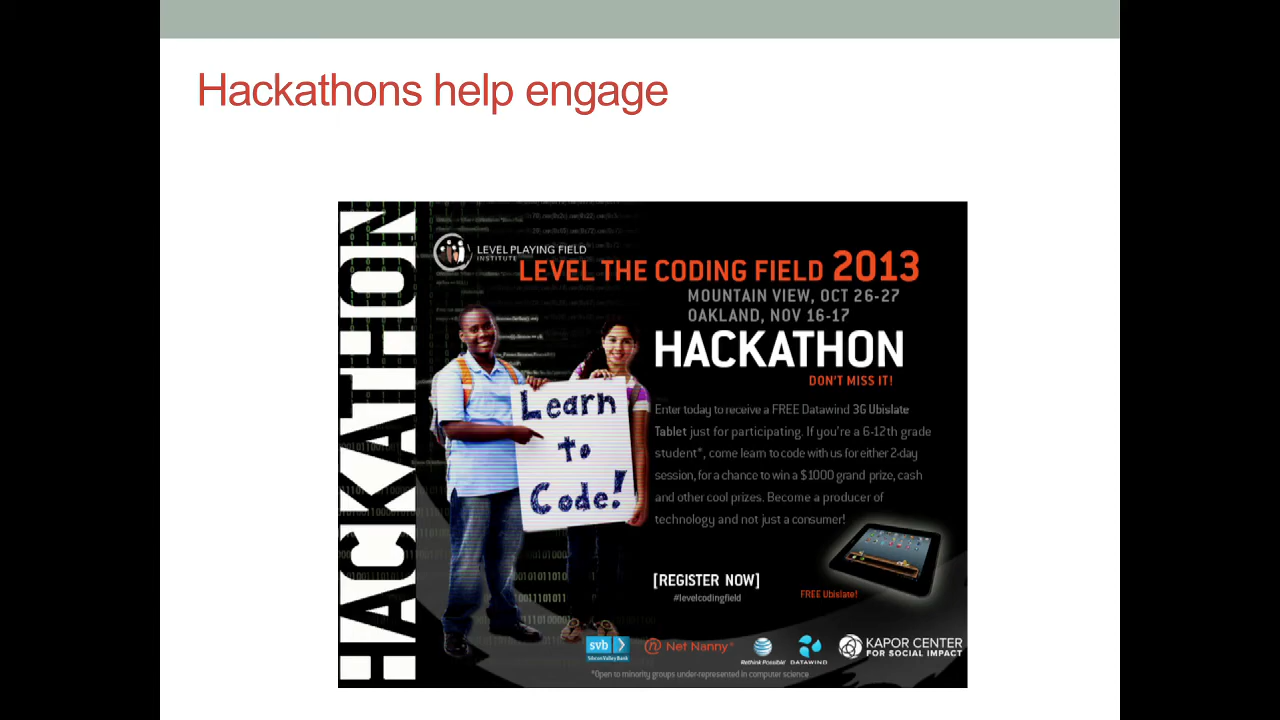 Hackathons help engage
HACKATHON
LEVEL PLAYING FIELD
INSTITUTE
LEVEL THE CODING FIELD 2013
MOUNTAIN VIEW, OCT 26-27
OAKLAND, NOV 16-17
HACKATHON
DON'T MISS IT!
Learn
to
Code!
Enter today to receive a FREE Datawind 3G Ubislate
Tablet just for participating. If you're a 6-12th grade
student*, come learn to code with us for either 2-day
session, for a chance to win a $1000 grand prize, cash
and other cool prizes. Become a producer of
technology and not just a consumer!
[REGISTER NOW]
#levelcodingfield
FREE Ubislate!
svb
Silicon Valley Bank
Net Nanny®
Rethink Possible®
DATAWIND
KAPOR CENTER
FOR SOCIAL IMPACT
*Open to minority groups under-represented in computer science